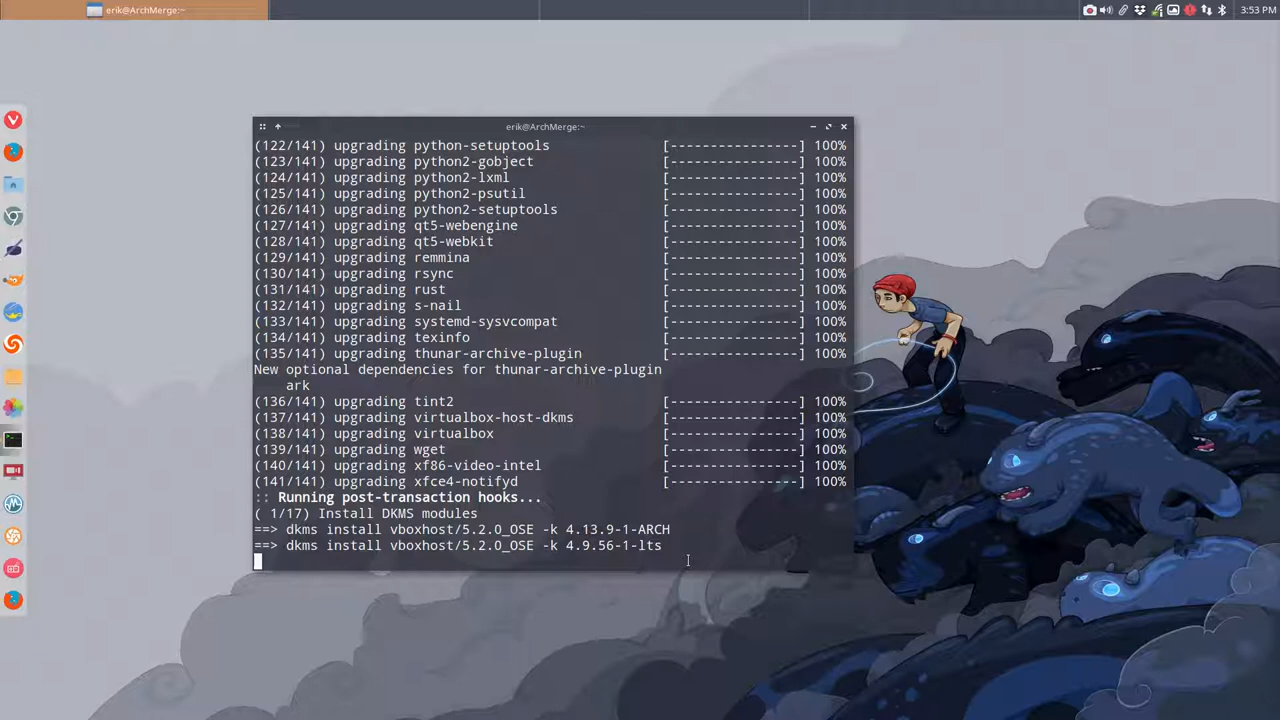 erik@ArchMerge:~
3:53 PM
erik@ArchMerge:~
(122/141) upgrading python-setuptools [----------------] 100%
(123/141) upgrading python2-gobject [----------------] 100%
(124/141) upgrading python2-lxml [----------------] 100%
(125/141) upgrading python2-psutil [----------------] 100%
(126/141) upgrading python2-setuptools [----------------] 100%
(127/141) upgrading qt5-webengine [----------------] 100%
(128/141) upgrading qt5-webkit [----------------] 100%
(129/141) upgrading remmina [----------------] 100%
(130/141) upgrading rsync [----------------] 100%
(131/141) upgrading rust [----------------] 100%
(132/141) upgrading s-nail [----------------] 100%
(133/141) upgrading systemd-sysvcompat [----------------] 100%
(134/141) upgrading texinfo [----------------] 100%
(135/141) upgrading thunar-archive-plugin [----------------] 100%
New optional dependencies for thunar-archive-plugin
ark
(136/141) upgrading tint2 [----------------] 100%
(137/141) upgrading virtualbox-host-dkms [----------------] 100%
(138/141) upgrading virtualbox [----------------] 100%
(139/141) upgrading wget [----------------] 100%
(140/141) upgrading xf86-video-intel [----------------] 100%
(141/141) upgrading xfce4-notifyd [----------------] 100%
:: Running post-transaction hooks...
( 1/17) Install DKMS modules
==> dkms install vboxhost/5.2.0_OSE -k 4.13.9-1-ARCH
==> dkms install vboxhost/5.2.0_OSE -k 4.9.56-1-lts